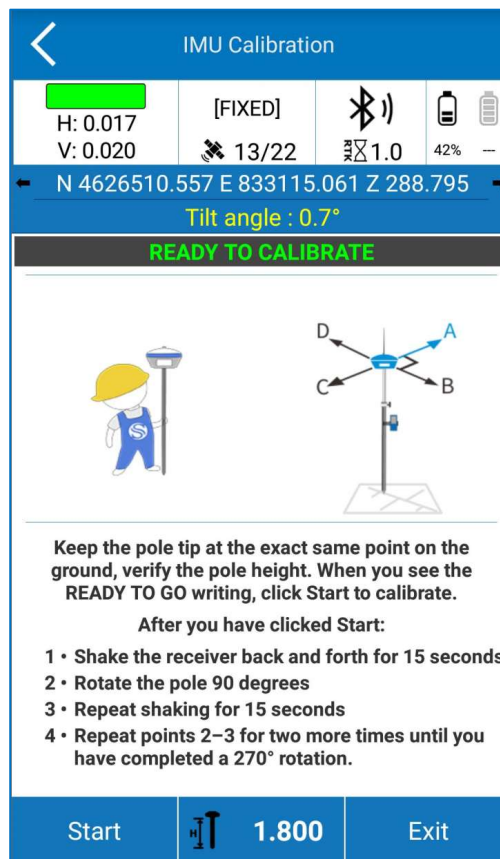 IMU Calibration
H: 0.017
V: 0.020
[FIXED]
13/22
RTK 1.0
42%
---
N 4626510.557 E 833115.061 Z 288.795
Tilt angle : 0.7°
READY TO CALIBRATE
D
A
C
B
S
Keep the pole tip at the exact same point on the
ground, verify the pole height. When you see the
READY TO GO writing, click Start to calibrate.
After you have clicked Start:
1 • Shake the receiver back and forth for 15 seconds
2 • Rotate the pole 90 degrees
3 • Repeat shaking for 15 seconds
4 • Repeat points 2–3 for two more times until you
have completed a 270° rotation.
Start
H
1.800
Exit